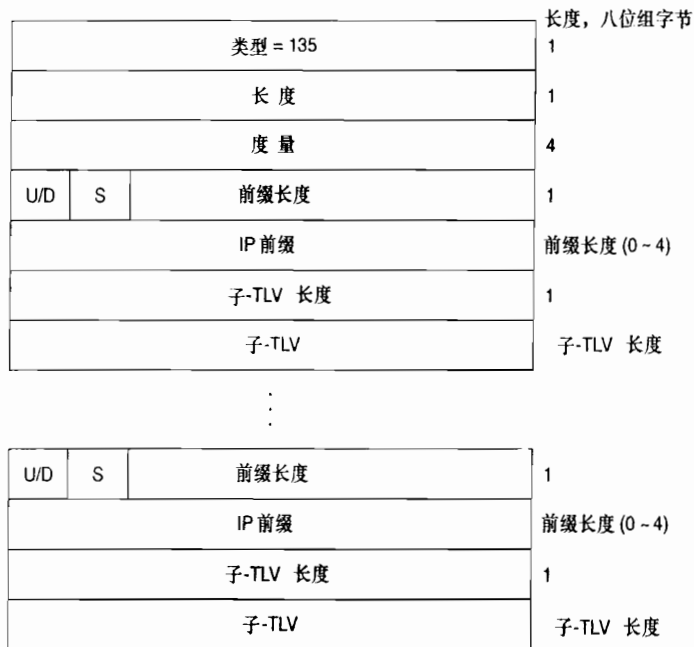 长度，八位组字节
类型 = 135 1
长 度 1
度 量 4
U/D S 前缀长度 1
IP 前缀 前缀长度 (0 ~ 4)
子-TLV 长度 1
子-TLV 子-TLV 长度
U/D S 前缀长度 1
IP 前缀 前缀长度 (0 ~ 4)
子-TLV 长度 1
子-TLV 子-TLV 长度